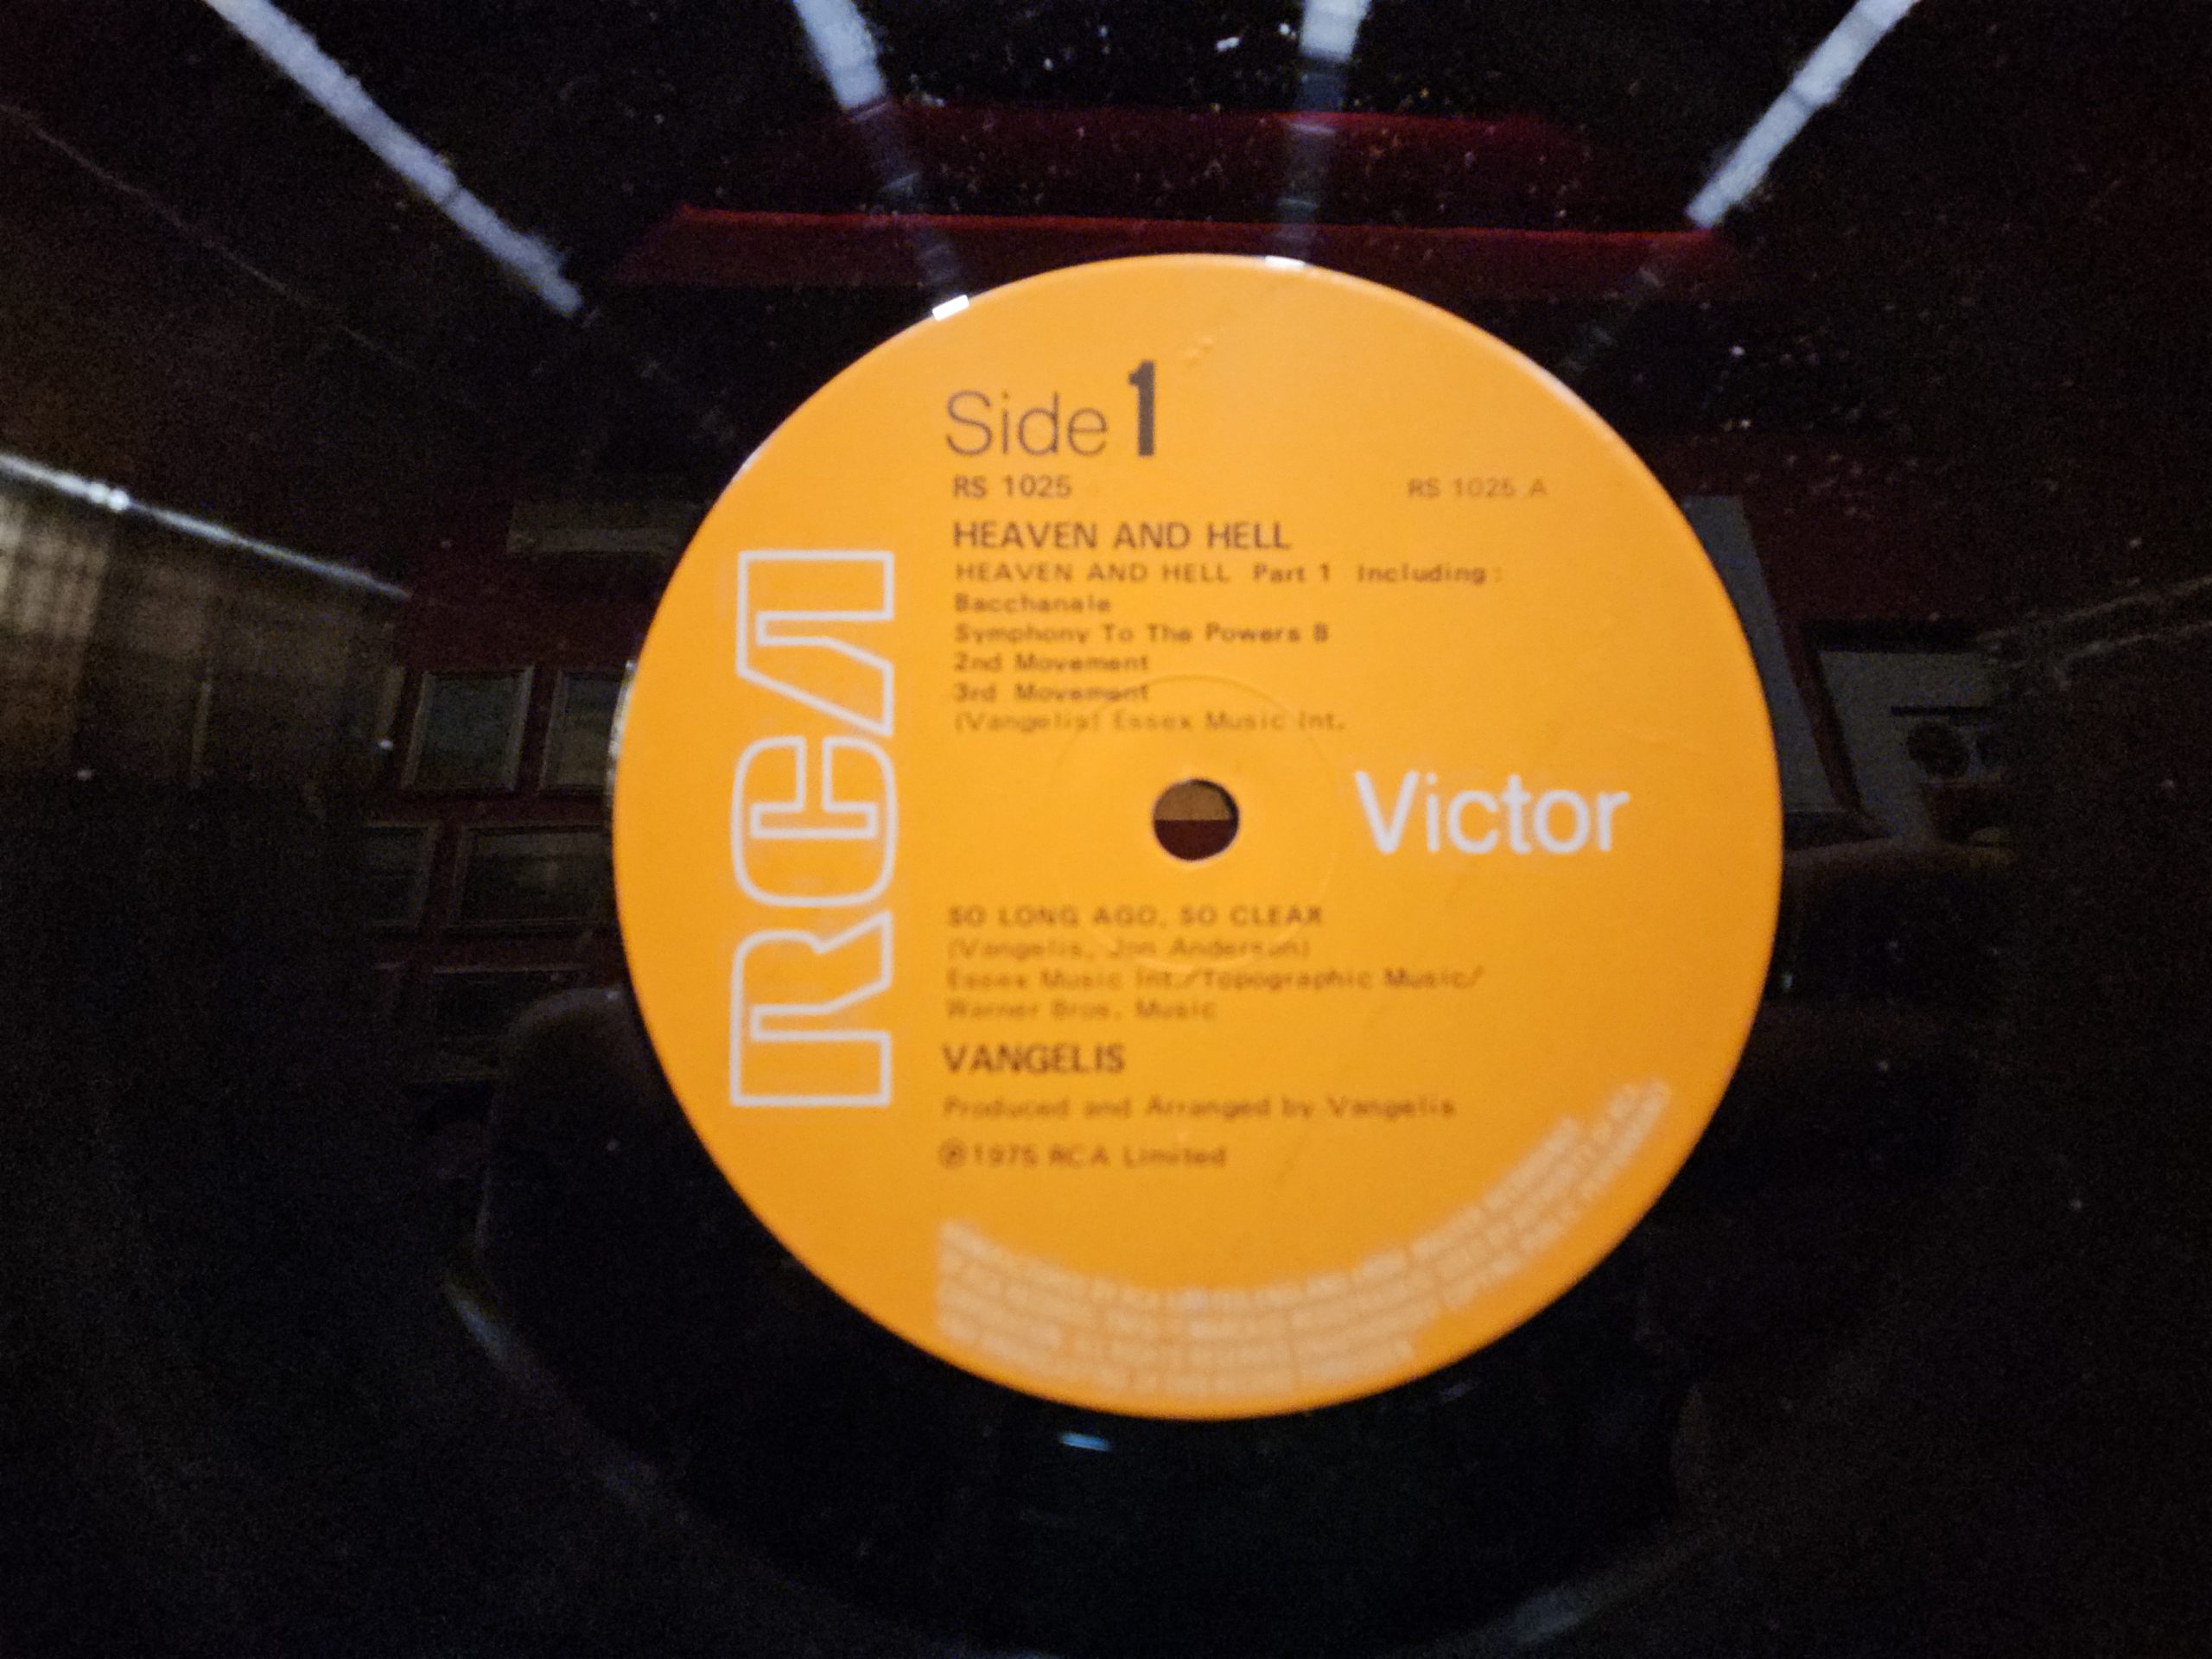 Side 1
RS 1025 RS 1025 A
HEAVEN AND HELL
HEAVEN AND HELL Part 1 Including:
Bacchanale
Symphony To The Powers B
2nd Movement
3rd Movement
(Vangelis) Essex Music Int.
RCA
Victor
SO LONG AGO, SO CLEAR
(Vangelis, Jon Anderson)
Essex Music Int./Topographic Music/
Warner Bros. Music
VANGELIS
Produced and Arranged by Vangelis
℗1975 RCA Limited